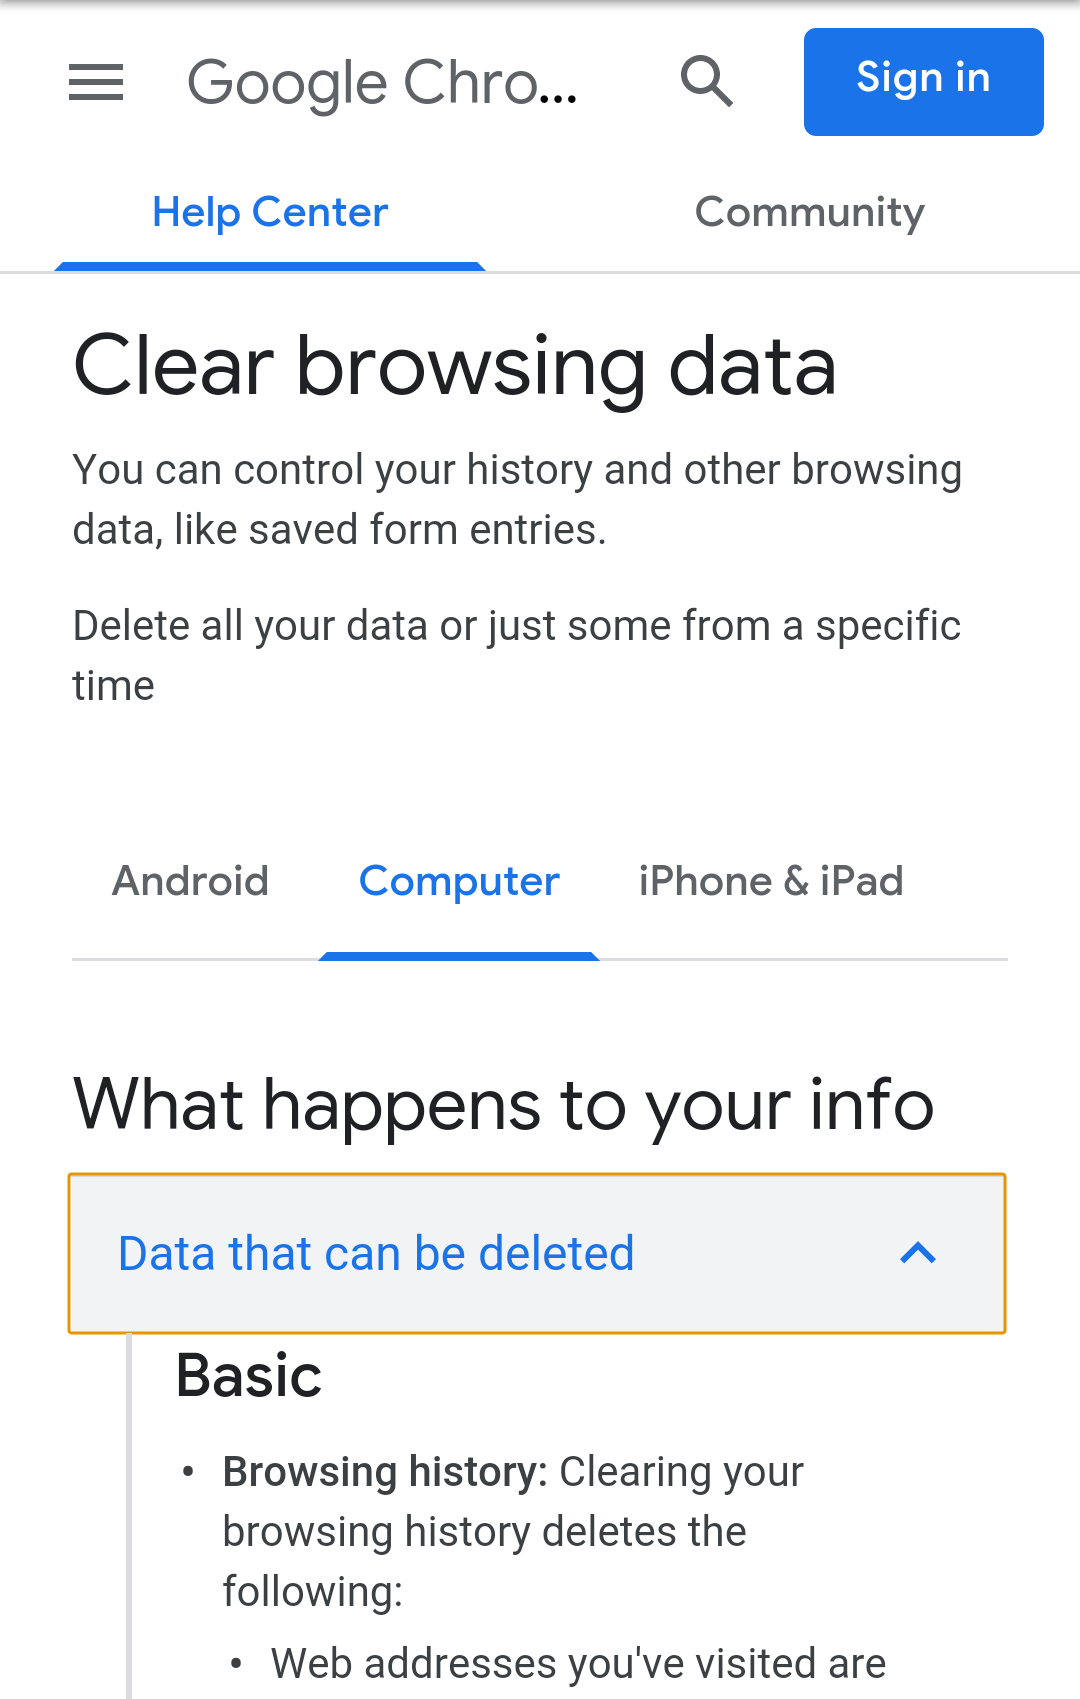 Google Chro...
Sign in
Help Center
Community
Clear browsing data
You can control your history and other browsing
data, like saved form entries.
Delete all your data or just some from a specific
time
Android
Computer
iPhone & iPad
What happens to your info
Data that can be deleted
Basic
• Browsing history: Clearing your
browsing history deletes the
following:
• Web addresses you've visited are